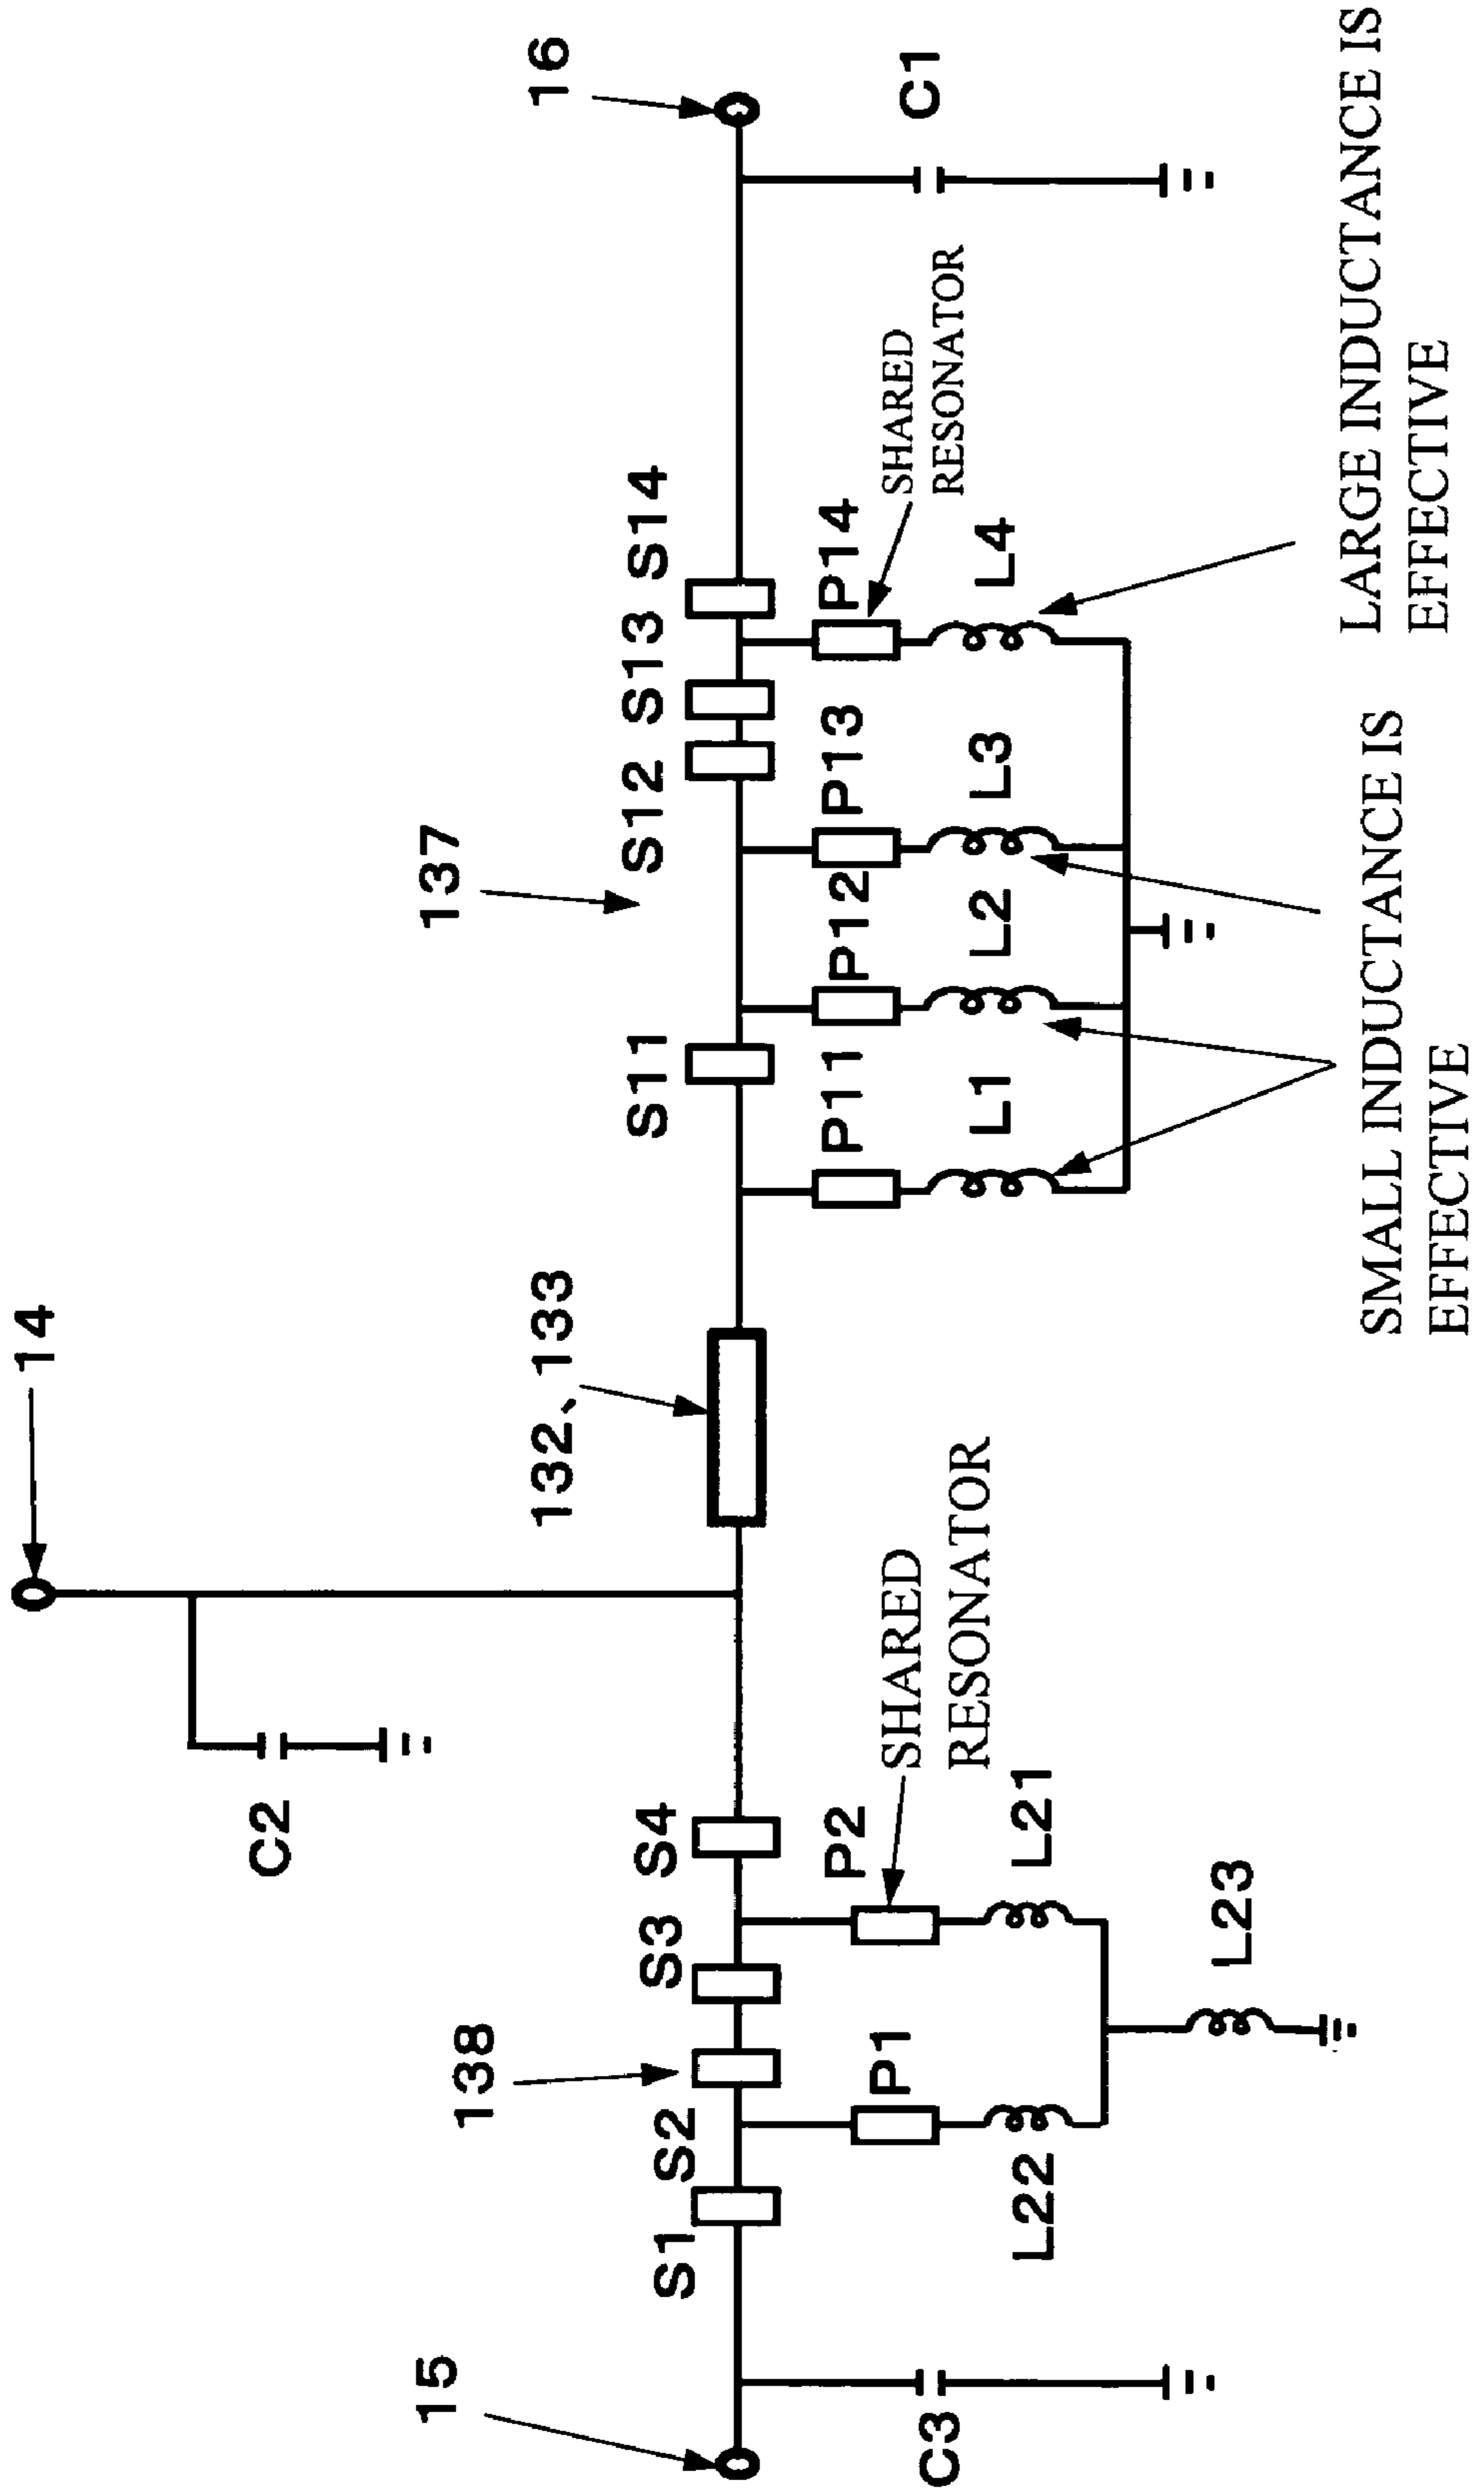 14
C2
132、133
137
16
S11
S12
S13
S14
P11
P12
P13
P14
SHARED
RESONATOR
C1
L1
L2
L3
L4
SMALL INDUCTANCE IS
EFFECTIVE
LARGE INDUCTANCE IS
EFFECTIVE
15
138
S1
S2
S3
S4
P1
P2
SHARED
RESONATOR
C3
L22
L21
L23